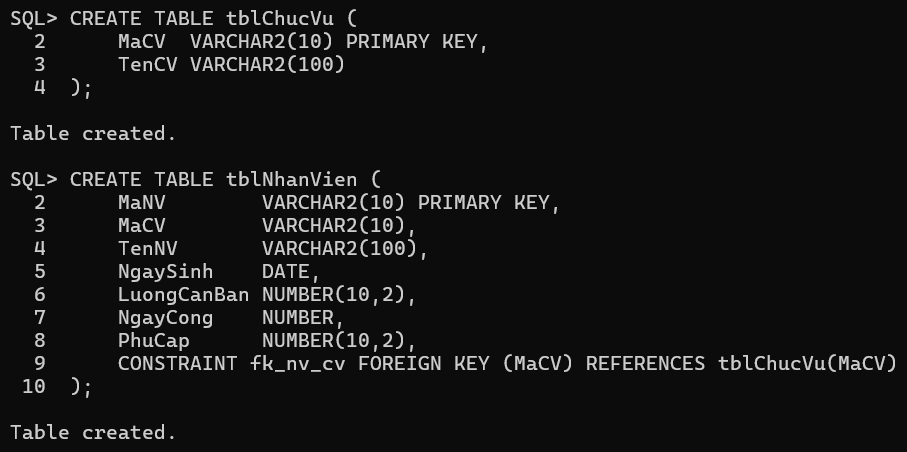 SQL> CREATE TABLE tblChucVu (
  2      MaCV  VARCHAR2(10) PRIMARY KEY,
  3      TenCV VARCHAR2(100)
  4  );
Table created.
SQL> CREATE TABLE tblNhanVien (
  2      MaNV        VARCHAR2(10) PRIMARY KEY,
  3      MaCV        VARCHAR2(10),
  4      TenNV       VARCHAR2(100),
  5      NgaySinh    DATE,
  6      LuongCanBan NUMBER(10,2),
  7      NgayCong    NUMBER,
  8      PhuCap      NUMBER(10,2),
  9      CONSTRAINT fk_nv_cv FOREIGN KEY (MaCV) REFERENCES tblChucVu(MaCV)
 10  );
Table created.